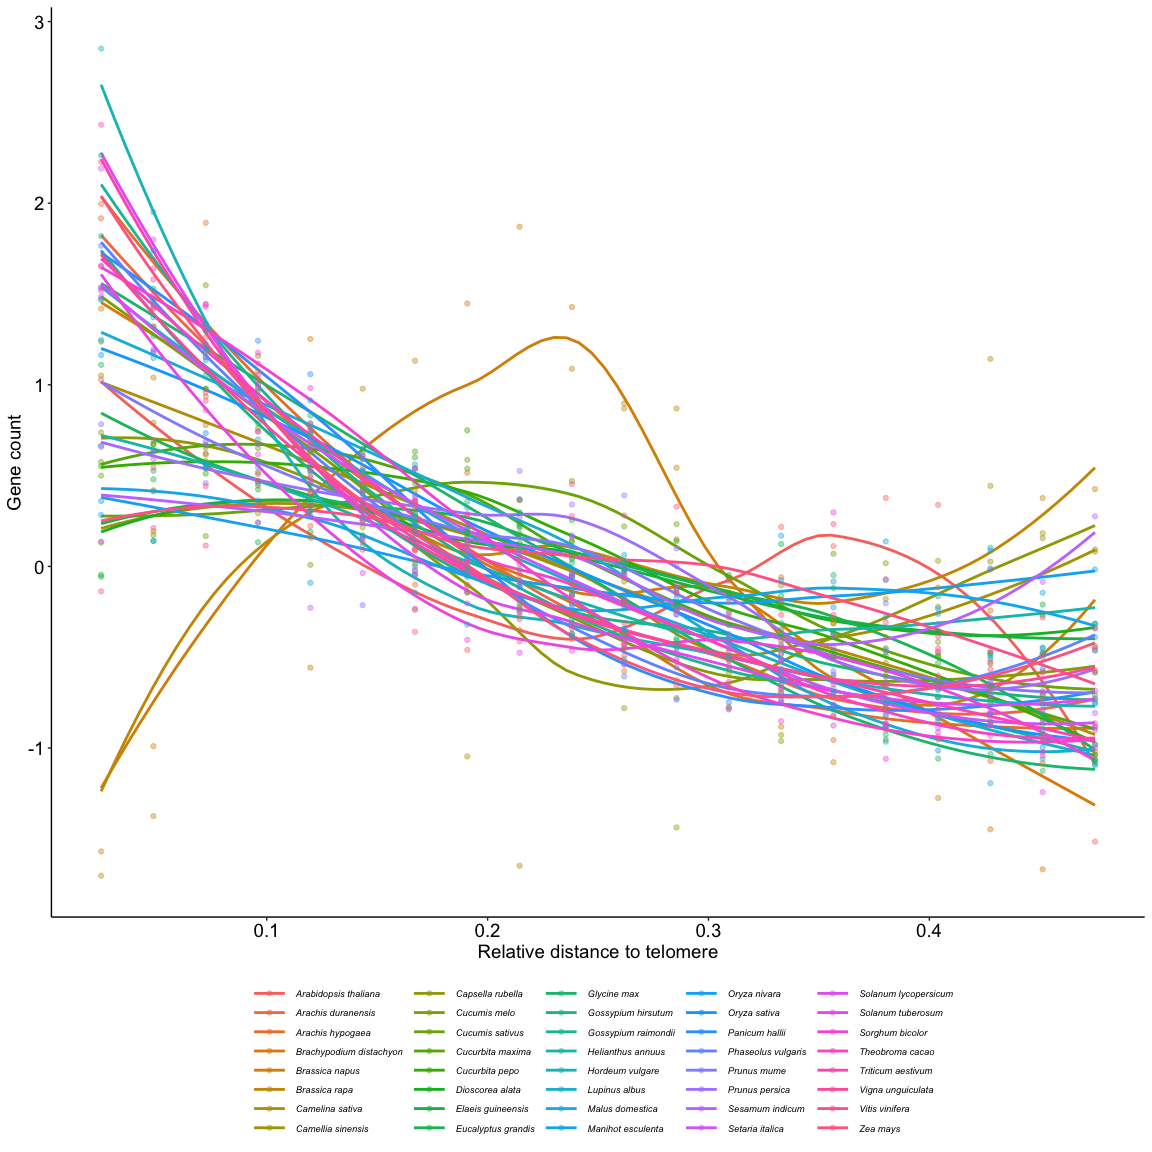 3
2
1
0
-1
Gene count
0.1 0.2 0.3 0.4
Relative distance to telomere
Arabidopsis thaliana Capsella rubella Glycine max Oryza nivara Solanum lycopersicum
Arachis duranensis Cucumis melo Gossypium hirsutum Oryza sativa Solanum tuberosum
Arachis hypogaea Cucumis sativus Gossypium raimondii Panicum hallii Sorghum bicolor
Brachypodium distachyon Cucurbita maxima Helianthus annuus Phaseolus vulgaris Theobroma cacao
Brassica napus Cucurbita pepo Hordeum vulgare Prunus mume Triticum aestivum
Brassica rapa Dioscorea alata Lupinus albus Prunus persica Vigna unguiculata
Camelina sativa Elaeis guineensis Malus domestica Sesamum indicum Vitis vinifera
Camellia sinensis Eucalyptus grandis Manihot esculenta Setaria italica Zea mays